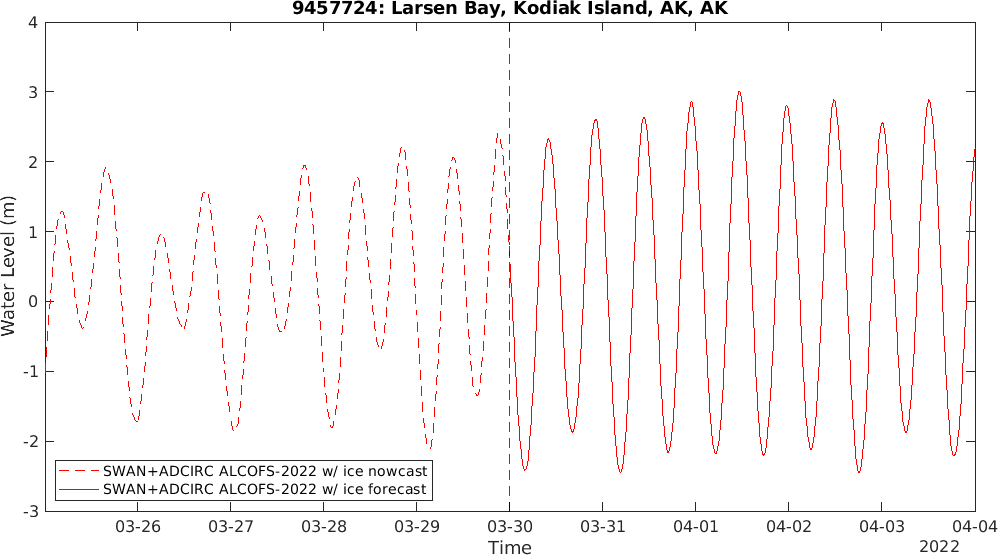 9457724: Larsen Bay, Kodiak Island, AK, AK
Water Level (m)
4
3
2
1
0
-1
-2
-3
SWAN+ADCIRC ALCOFS-2022 w/ ice nowcast
SWAN+ADCIRC ALCOFS-2022 w/ ice forecast
03-26 03-27 03-28 03-29 03-30 03-31 04-01 04-02 04-03 04-04
Time
2022